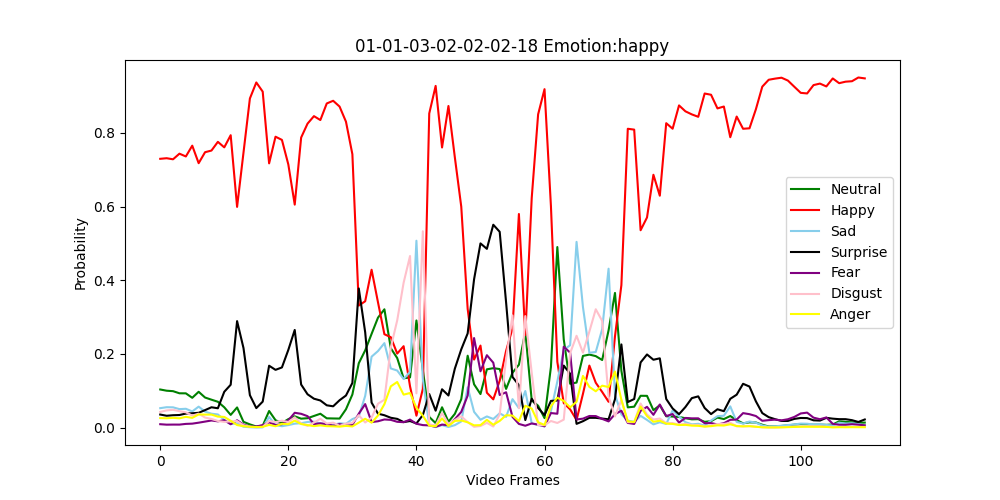 01-01-03-02-02-02-18 Emotion:happy
Probability
0.8
0.6
0.4
0.2
0.0
0 20 40 60 80 100
Video Frames
Neutral
Happy
Sad
Surprise
Fear
Disgust
Anger